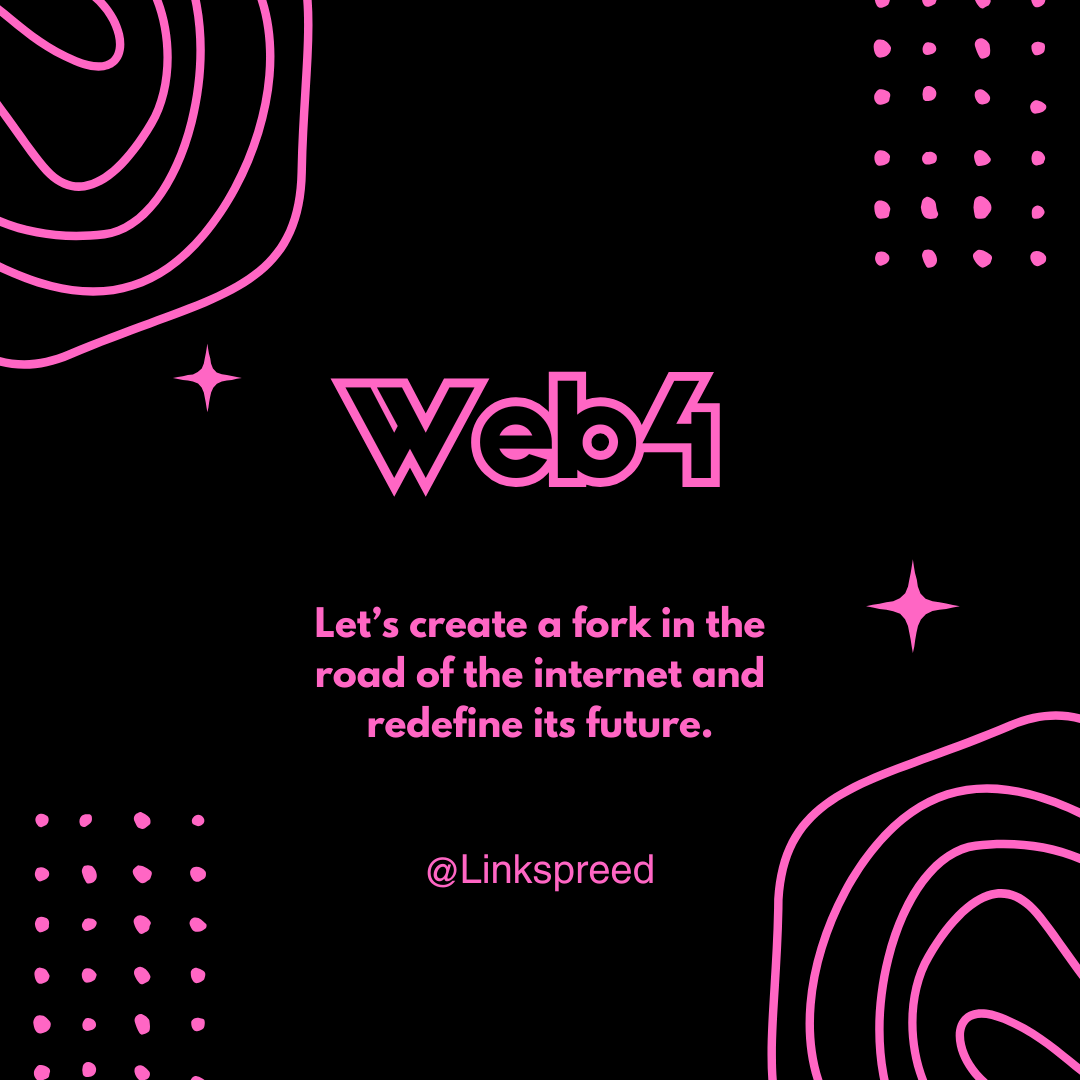 Web4
Let’s create a fork in the
road of the internet and
redefine its future.
@Linkspreed